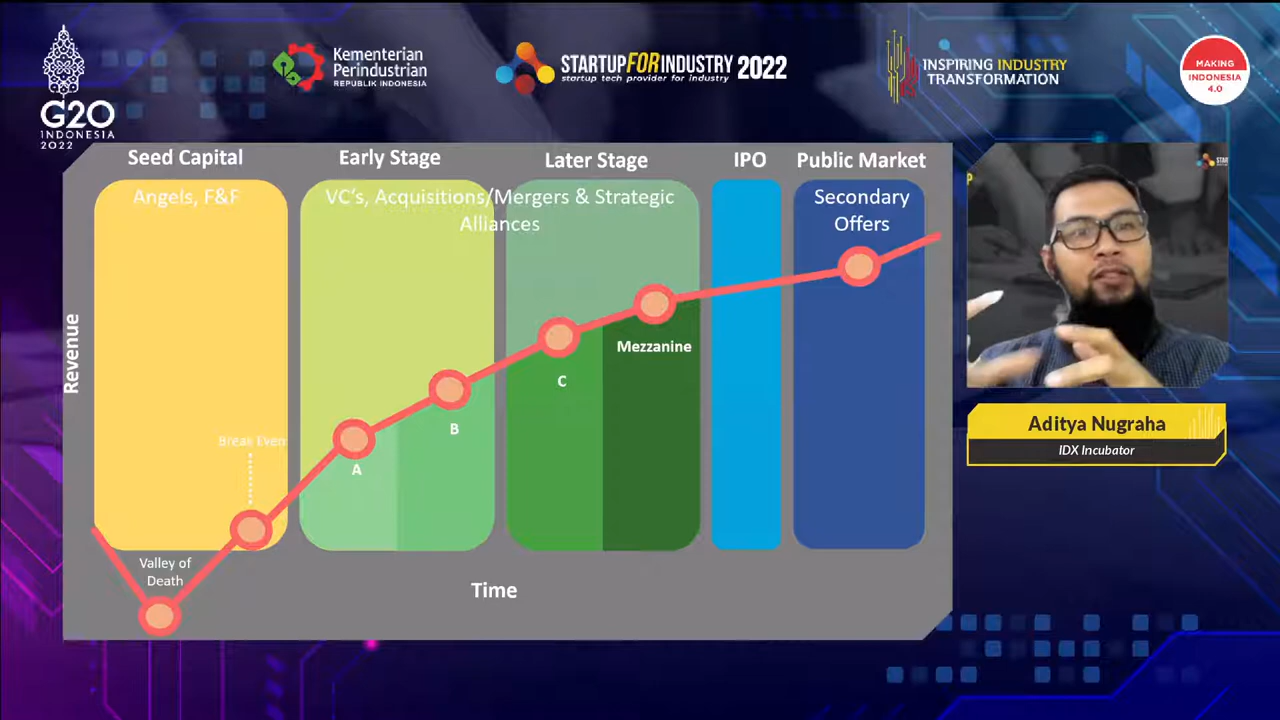 G20
INDONESIA
2022
Kementerian
Perindustrian
REPUBLIK INDONESIA
STARTUPFORINDUSTRY 2022
startup tech provider for industry
INSPIRING INDUSTRY
TRANSFORMATION
MAKING
INDONESIA
4.0
Seed Capital
Early Stage
Later Stage
IPO
Public Market
Angels, F&F
VC's, Acquisitions/Mergers & Strategic
Alliances
Secondary
Offers
Revenue
Break Even
Valley of
Death
A
B
C
Mezzanine
Time
Aditya Nugraha
IDX Incubator